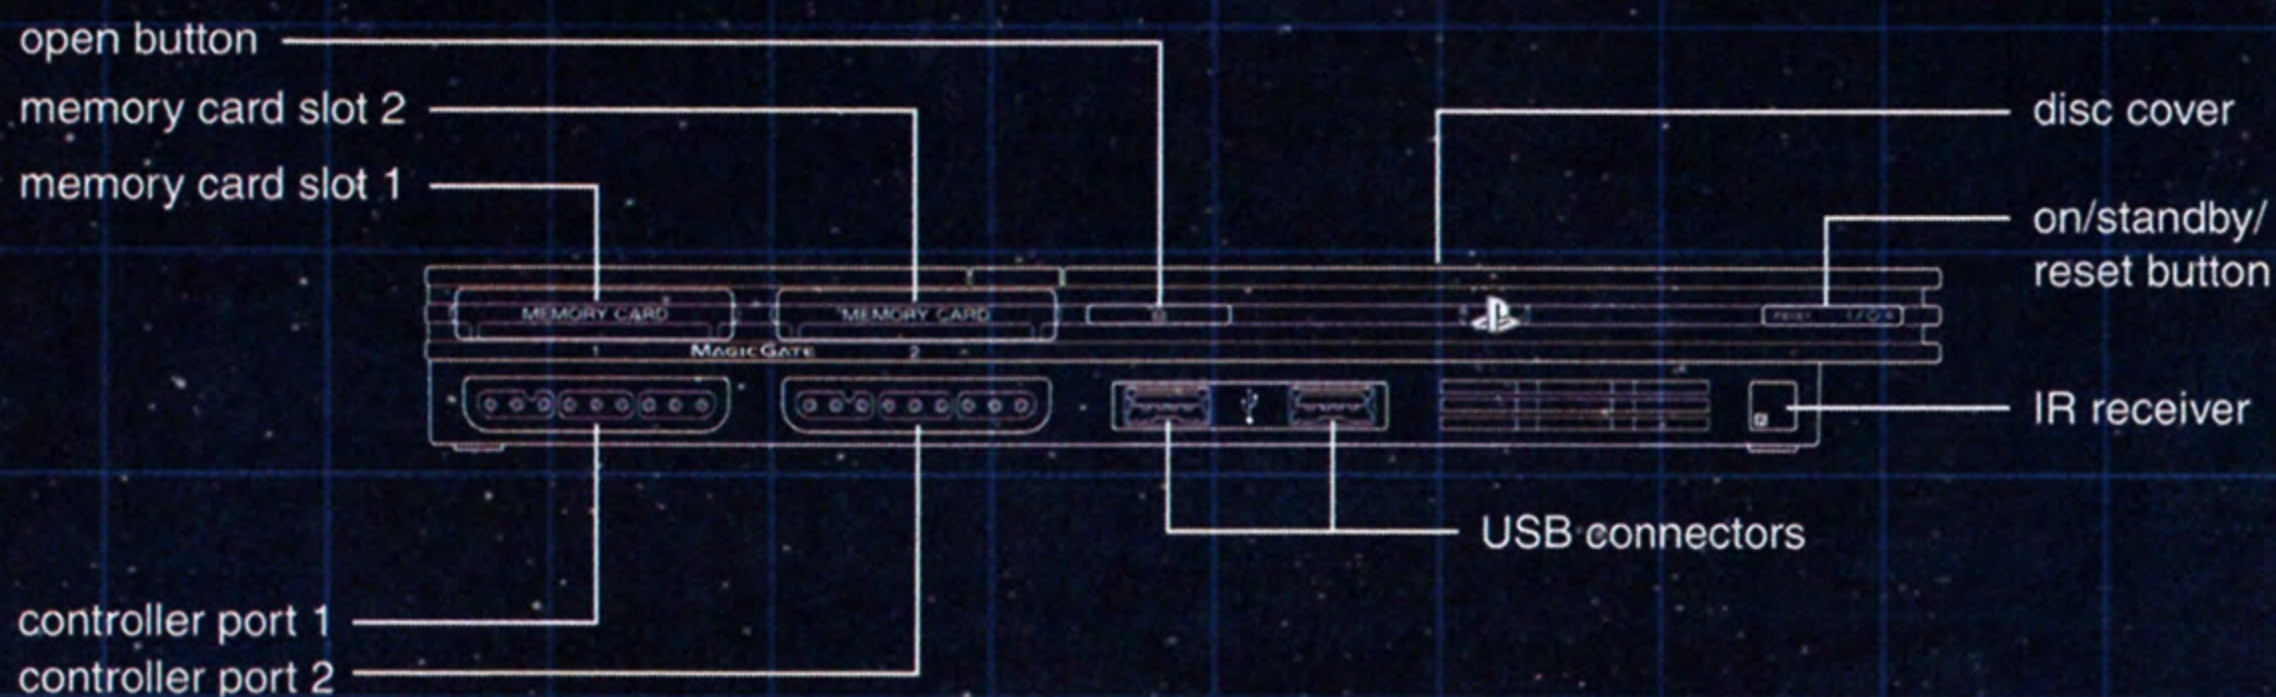 open button
memory card slot 2
memory card slot 1
disc cover
on/standby/
reset button
MEMORY CARD
MEMORY CARD
1
MAGICGATE
2
IR receiver
USB connectors
controller port 1
controller port 2